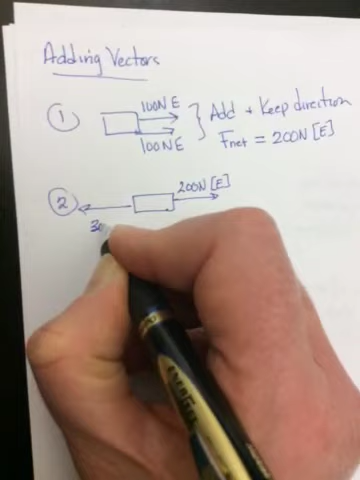 Adding Vectors
1 100N E
100N E
Add + Keep direction
Fnet = 200N [E]
2 200N [E]